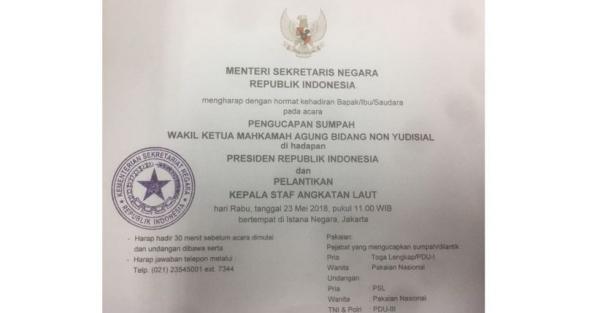 MENTERI SEKRETARIS NEGARA
REPUBLIK INDONESIA
mengharap dengan hormat kehadiran Bapak/Ibu/Saudara
pada acara
PENGUCAPAN SUMPAH
WAKIL KETUA MAHKAMAH AGUNG BIDANG NON YUDISIAL
di hadapan
PRESIDEN REPUBLIK INDONESIA
dan
PELANTIKAN
KEPALA STAF ANGKATAN LAUT
hari Rabu, tanggal 23 Mei 2018, pukul 11.00 WIB
bertempat di Istana Negara, Jakarta
KEMENTERIAN SEKRETARIAT NEGARA
REPUBLIK INDONESIA
- Harap hadir 30 menit sebelum acara dimulai
dan undangan dibawa serta
- Harap jawaban telepon melalui :
Telp. (021) 23545001 ext. 7344
Pakaian:
Pejabat yang mengucapkan sumpah/dilantik
Pria : Toga Lengkap/PDU-I
Wanita : Pakaian Nasional
Undangan :
Pria : PSL
Wanita : Pakaian Nasional
TNI & Polri : PDU-III